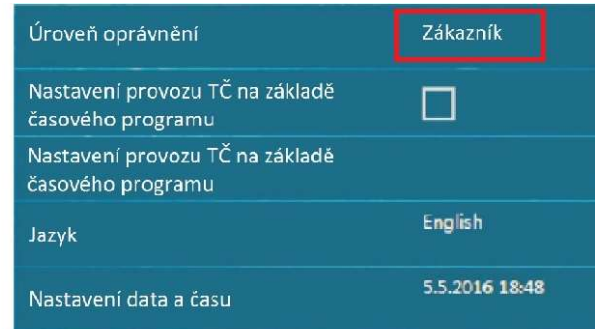 Úroveň oprávnění
Zákazník
Nastavení provozu TČ na základě
časového programu
Nastavení provozu TČ na základě
časového programu
Jazyk
English
Nastavení data a času
5.5.2016 18:48